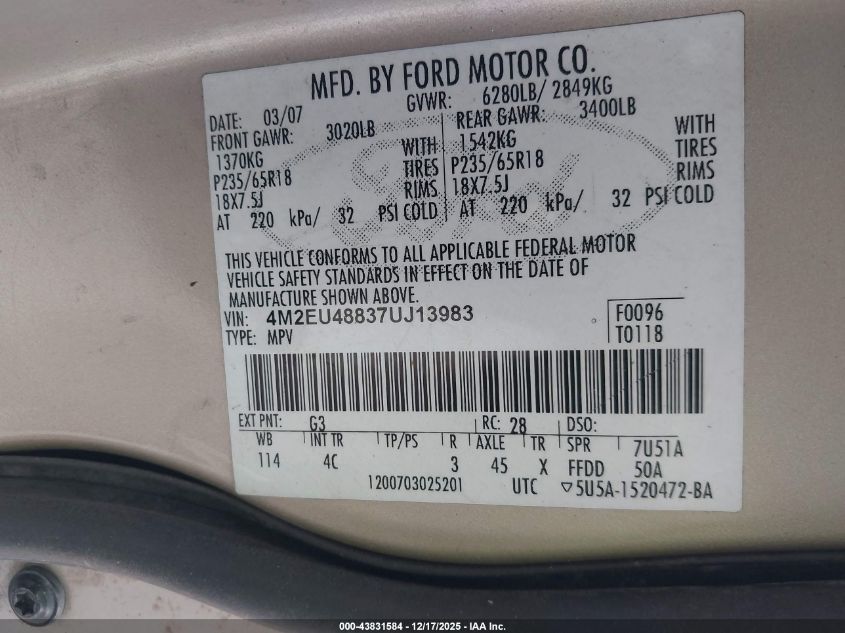 MFD. BY FORD MOTOR CO.
DATE: 03/07 GVWR: 6280LB/ 2849KG
FRONT GAWR: 3020LB REAR GAWR: 3400LB
1370KG WITH 1542KG WITH
P235/65R18 TIRES P235/65R18 TIRES
18X7.5J RIMS 18X7.5J RIMS
AT 220 kPa/ 32 PSI COLD AT 220 kPa/ 32 PSI COLD
THIS VEHICLE CONFORMS TO ALL APPLICABLE FEDERAL MOTOR
VEHICLE SAFETY STANDARDS IN EFFECT ON THE DATE OF
MANUFACTURE SHOWN ABOVE.
VIN: 4M2EU48837UJ13983 F0096
TYPE: MPV T0118
EXT PNT: G3 RC: 28 DSO:
WB INT TR TP/PS R AXLE TR SPR 7U51A
114 4C 3 45 X FFDD 50A
1200703025201 UTC ▽5U5A-1520472-BA
000-43831584 / 12/17/2025 - IAA Inc.